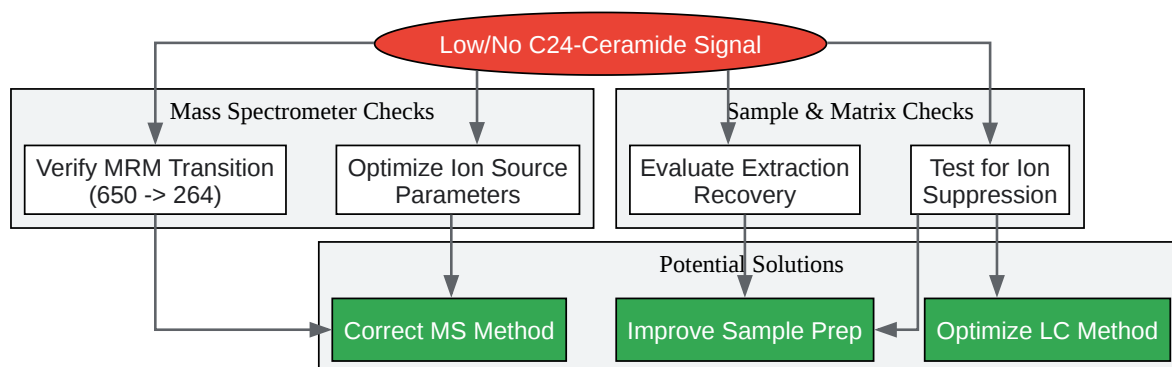 Low/No C24-Ceramide Signal
Mass Spectrometer Checks
Sample & Matrix Checks
Verify MRM Transition
(650 -> 264)
Optimize Ion Source
Parameters
Evaluate Extraction
Recovery
Test for Ion
Suppression
Potential Solutions
Correct MS Method
Improve Sample Prep
Optimize LC Method